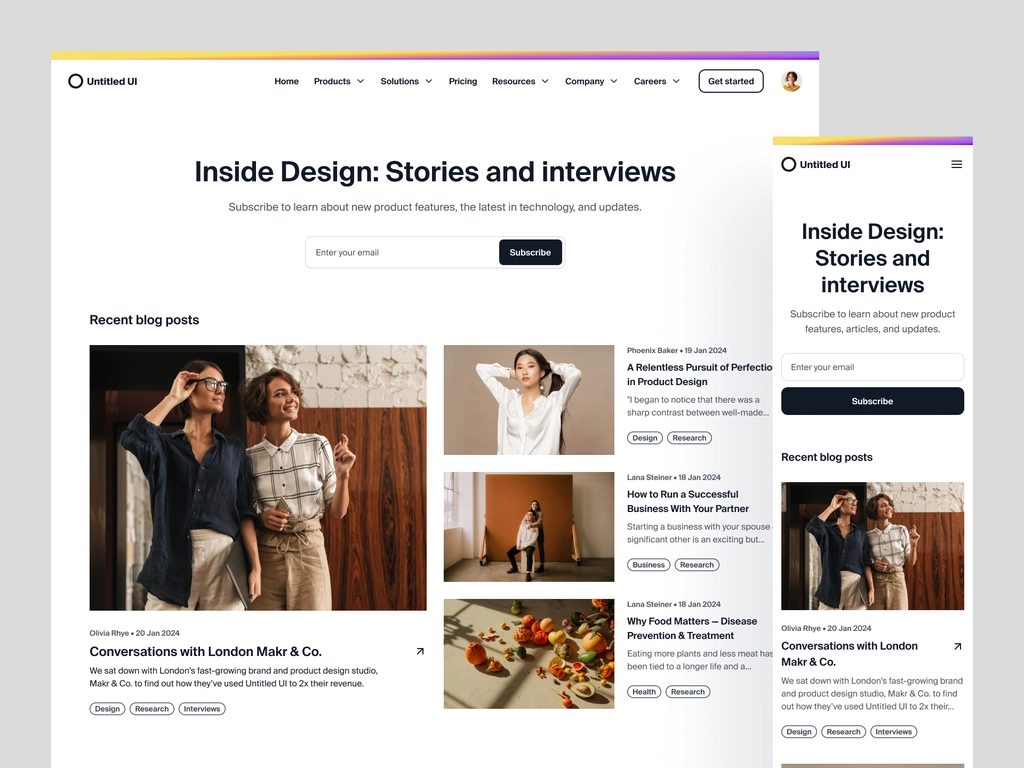 Untitled UI
Home Products Solutions Pricing Resources Company Careers Get started
Inside Design: Stories and interviews
Subscribe to learn about new product features, the latest in technology, and updates.
Enter your email Subscribe
Recent blog posts
Olivia Rhye • 20 Jan 2024
Conversations with London Makr & Co.
We sat down with London's fast-growing brand and product design studio,
Makr & Co. to find out how they've used Untitled UI to 2x their revenue.
Design Research Interviews
Phoenix Baker • 19 Jan 2024
A Relentless Pursuit of Perfectio
in Product Design
"I began to notice that there was a
sharp contrast between well-made...
Design Research
Lana Steiner • 18 Jan 2024
How to Run a Successful
Business With Your Partner
Starting a business with your spouse
significant other is an exciting but...
Business Research
Lana Steiner • 18 Jan 2024
Why Food Matters — Disease
Prevention & Treatment
Eating more plants and less meat has
been tied to a longer life and a...
Health Research
Untitled UI
Inside Design:
Stories and
interviews
Subscribe to learn about new product
features, articles, and updates.
Enter your email
Subscribe
Recent blog posts
Olivia Rhye • 20 Jan 2024
Conversations with London
Makr & Co.
We sat down with London's fast-growing brand
and product design studio, Makr & Co. to find
out how they've used Untitled UI to 2x their...
Design Research Interviews